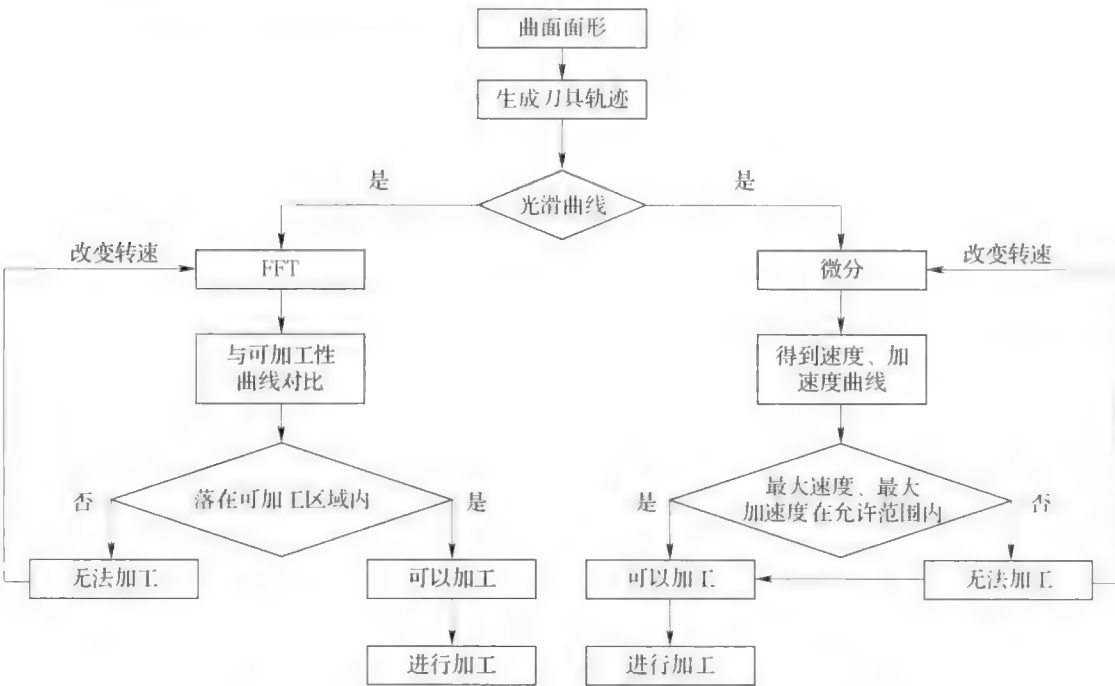 曲面面形
生成刀具轨迹
是
光滑曲线
是
改变转速
FFT
微分
改变转速
与可加工性
曲线对比
得到速度、加
速度曲线
否
落在可加工区域内
是
是
最大速度、最大
加速度在允许范围内
否
无法加工
可以加工
可以加工
无法加工
进行加工
进行加工